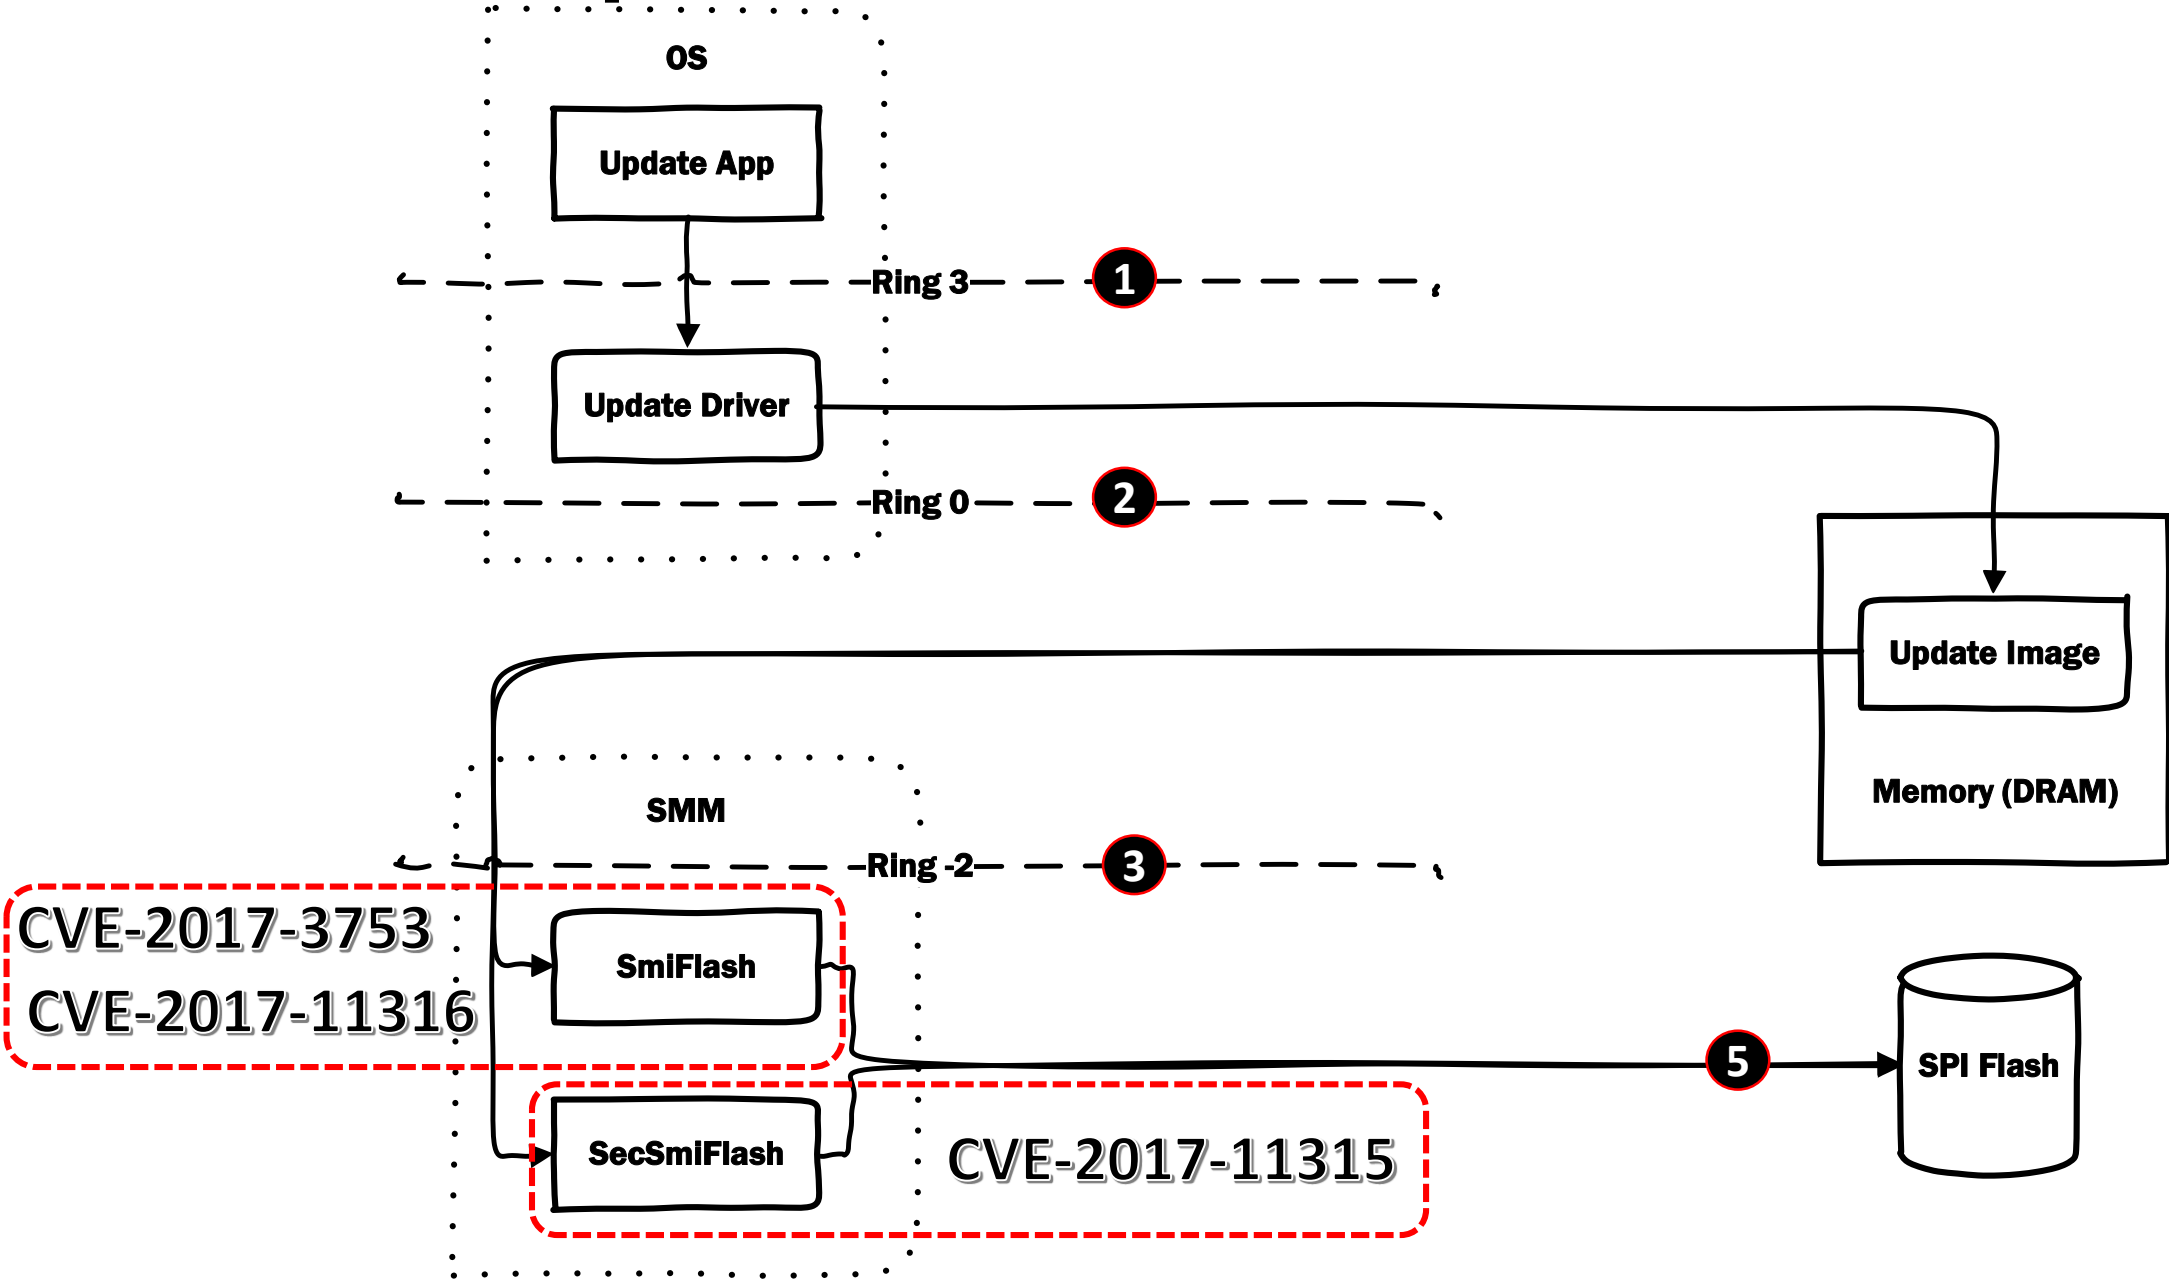 OS
Update App
Ring 3
1
Update Driver
Ring 0
2
Update Image
Memory (DRAM)
SMM
Ring -2
3
CVE-2017-3753
CVE-2017-11316
SmiFlash
5
SPI Flash
SecSmiFlash
CVE-2017-11315